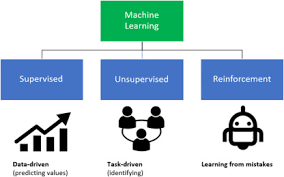 Machine
Learning
Supervised
Unsupervised
Reinforcement
Data-driven
(predicting values)
Task-driven
(identifying)
Learning from mistakes